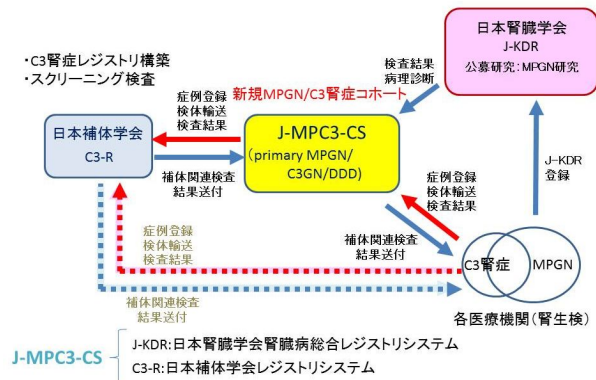 ・C3腎症レジストリ構築
・スクリーニング検査
日本腎臓学会
J-KDR
公募研究：MPGN研究
検査結果
病理診断
新規MPGN/C3腎症コホート
症例登録
検体輸送
検査結果
日本補体学会
C3-R
J-MPC3-CS
（primary MPGN/
C3GN/DDD）
補体関連検査
結果送付
症例登録
検体輸送
検査結果
J-KDR
登録
症例登録
検体輸送
検査結果
補体関連検査
結果送付
C3腎症
MPGN
補体関連検査
結果送付
各医療機関（腎生検）
J-MPC3-CS
J-KDR:日本腎臓学会腎臓病総合レジストリシステム
C3-R:日本補体学会レジストリシステム